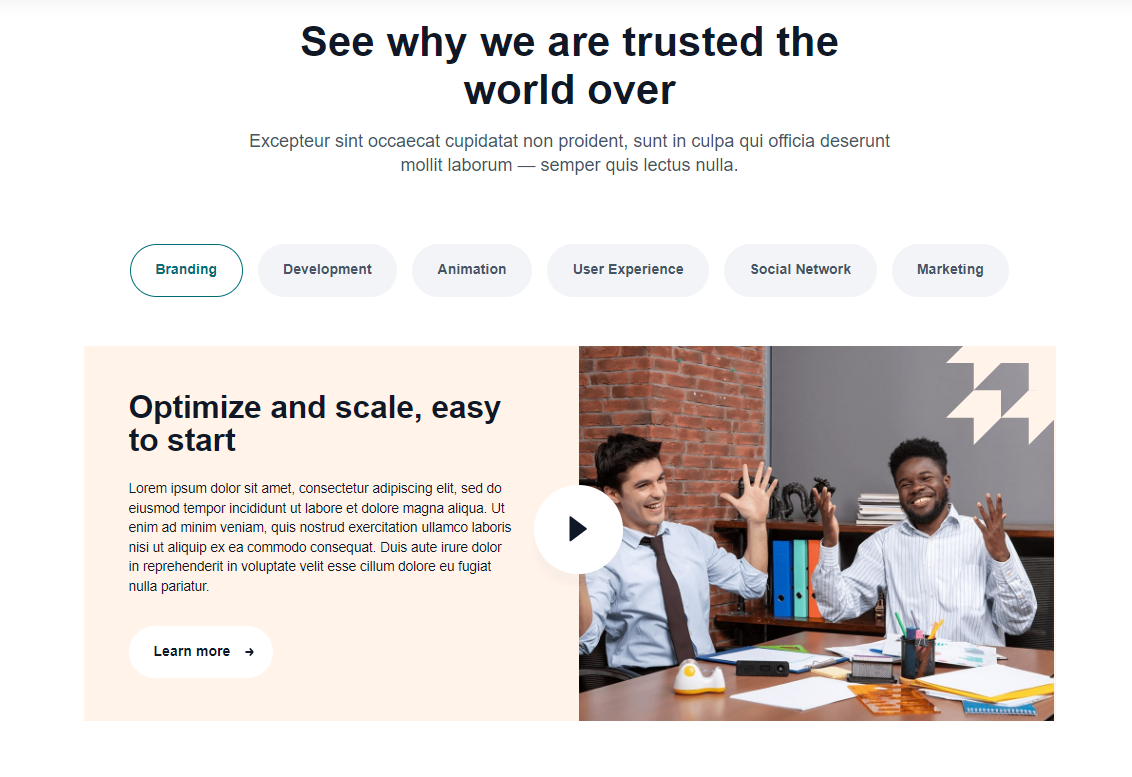 See why we are trusted the
world over
Excepteur sint occaecat cupidatat non proident, sunt in culpa qui officia deserunt
mollit laborum — semper quis lectus nulla.
Branding
Development
Animation
User Experience
Social Network
Marketing
Optimize and scale, easy
to start
Lorem ipsum dolor sit amet, consectetur adipiscing elit, sed do
eiusmod tempor incididunt ut labore et dolore magna aliqua. Ut
enim ad minim veniam, quis nostrud exercitation ullamco laboris
nisi ut aliquip ex ea commodo consequat. Duis aute irure dolor
in reprehenderit in voluptate velit esse cillum dolore eu fugiat
nulla pariatur.
Learn more →